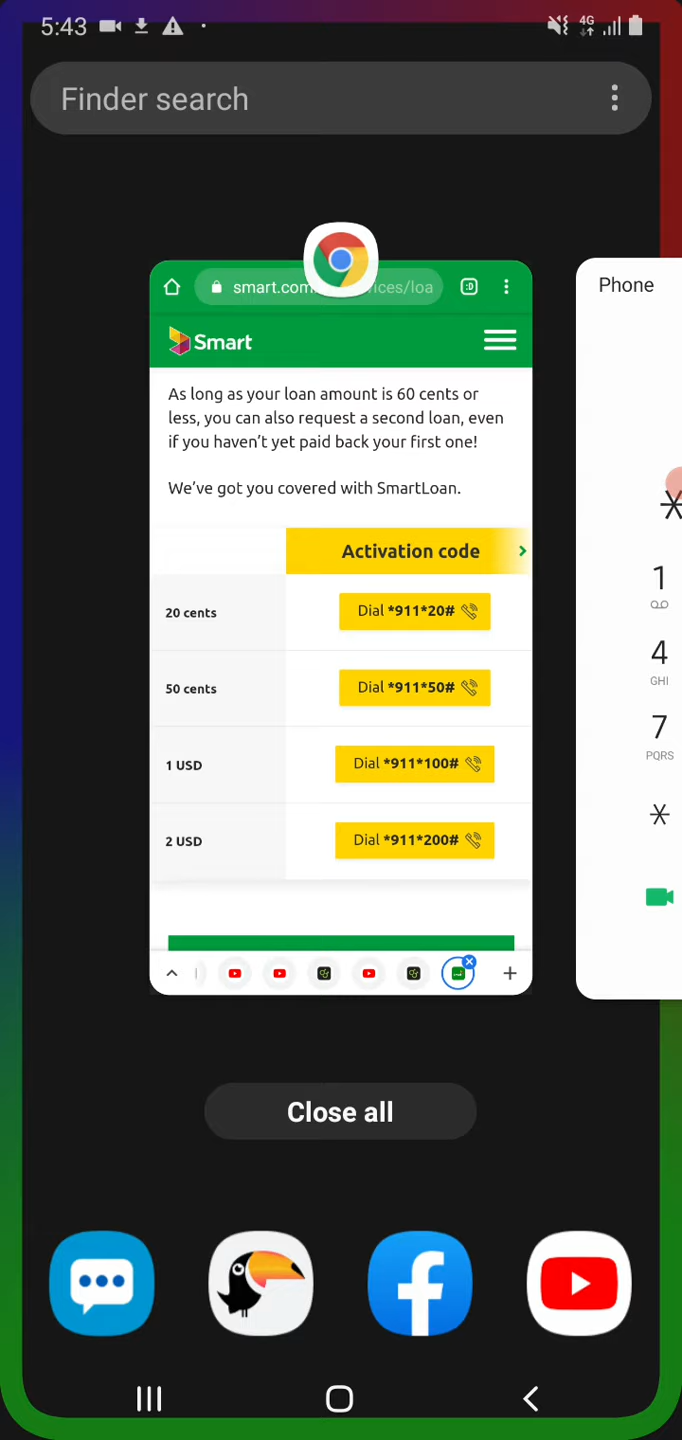 5:43
4G
Finder search
smart.com
ices/loa
:D
Smart
As long as your loan amount is 60 cents or
less, you can also request a second loan, even
if you haven't yet paid back your first one!
We've got you covered with SmartLoan.
Activation code
20 cents
Dial *911*20#
50 cents
Dial *911*50#
1 USD
Dial *911*100#
2 USD
Dial *911*200#
Phone
*
1
4
GHI
7
PQRS
*
Close all